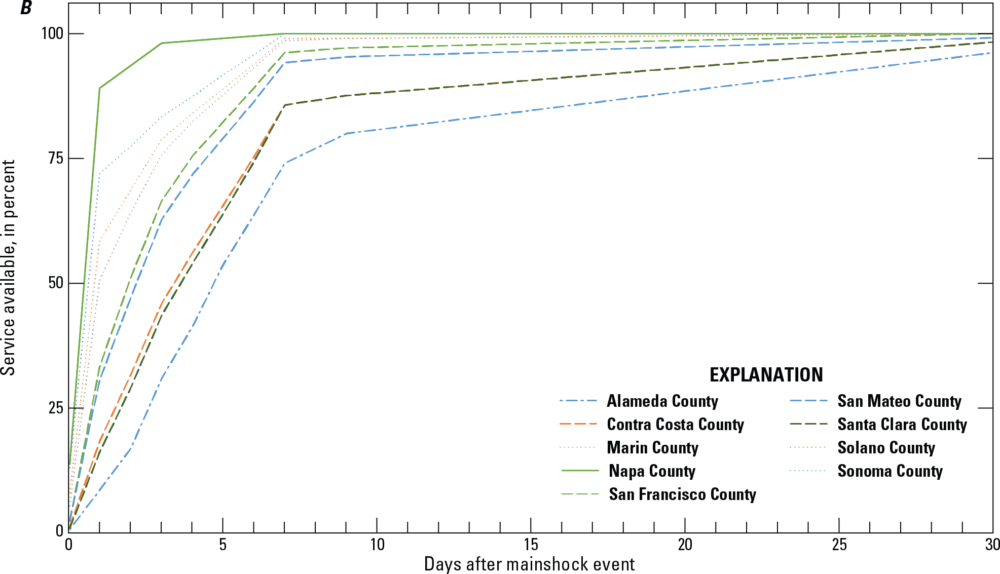 B
100
75
50
25
0
Service available, in percent
0 5 10 15 20 25 30
Days after mainshock event
EXPLANATION
Alameda County
Contra Costa County
Marin County
Napa County
San Francisco County
San Mateo County
Santa Clara County
Solano County
Sonoma County